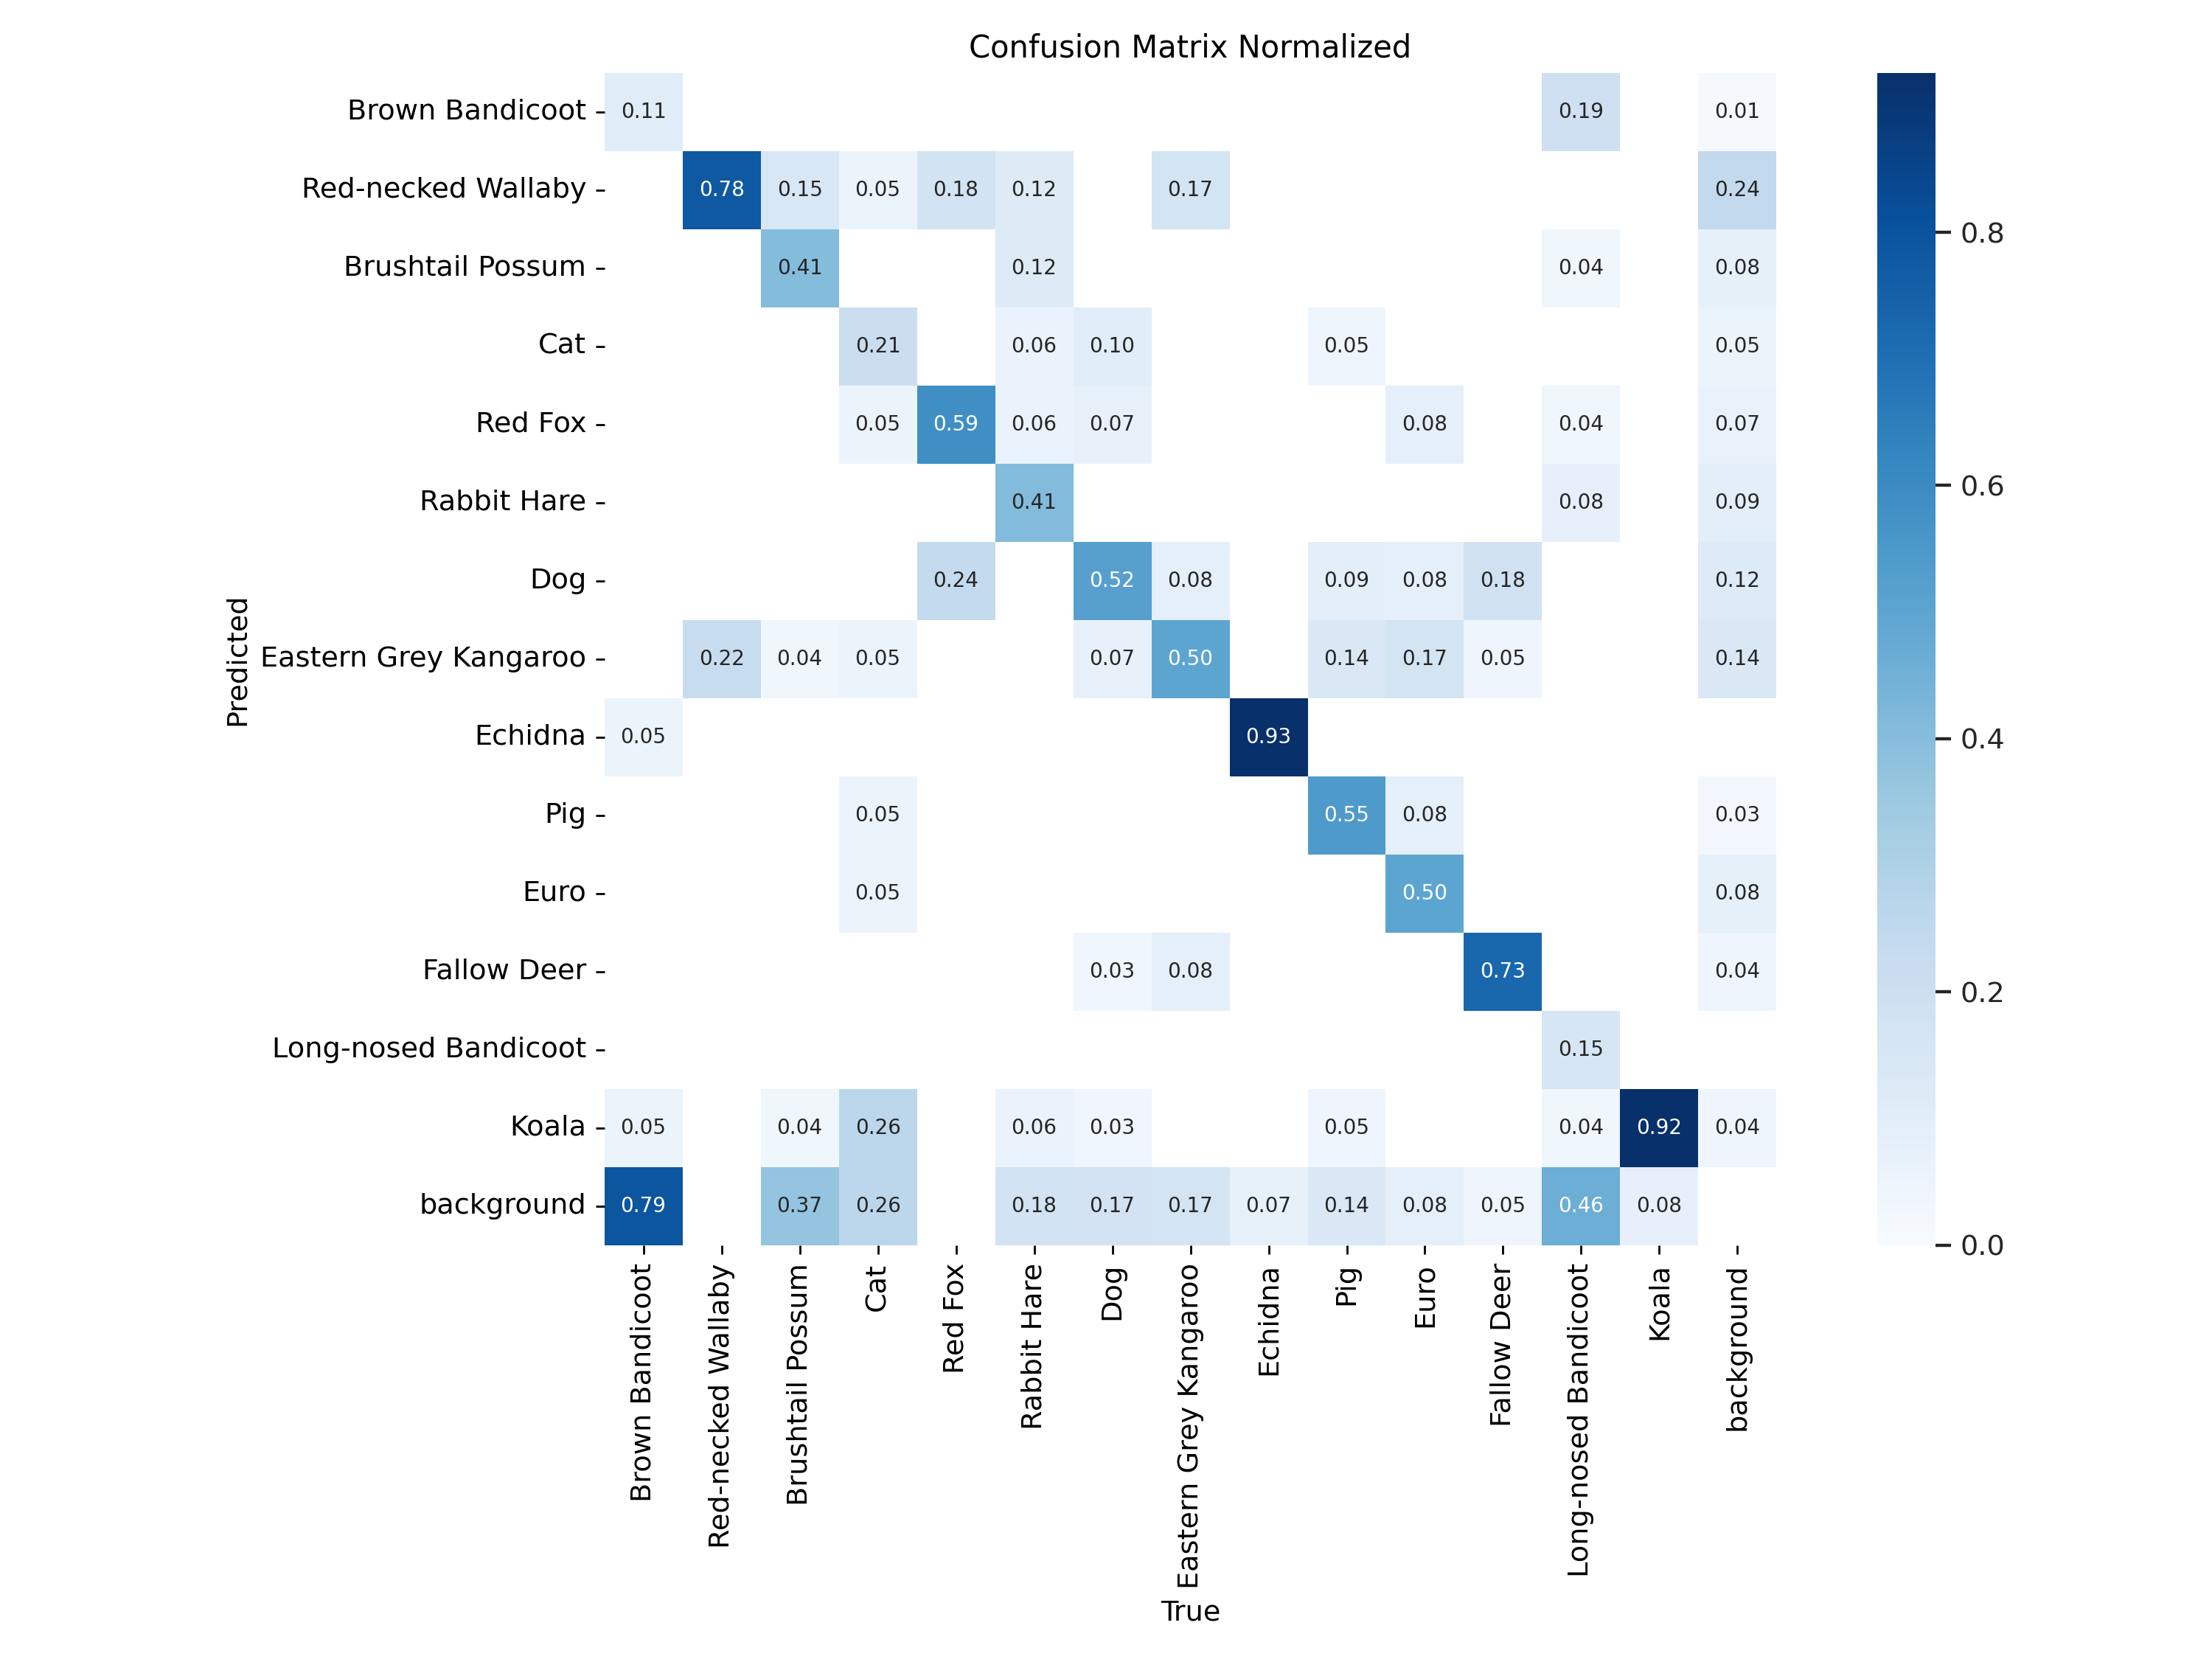 Confusion Matrix Normalized
Brown Bandicoot 0.11 0.19 0.01
Red-necked Wallaby 0.78 0.15 0.05 0.18 0.12 0.17 0.24
0.8
Brushtail Possum 0.41 0.12 0.04 0.08
Cat 0.21 0.06 0.10 0.05 0.05
Red Fox 0.05 0.59 0.06 0.07 0.08 0.04 0.07
0.6
Rabbit Hare 0.41 0.08 0.09
Dog 0.24 0.52 0.08 0.09 0.08 0.18 0.12
Predicted
Eastern Grey Kangaroo 0.22 0.04 0.05 0.07 0.50 0.14 0.17 0.05 0.14
Echidna 0.05 0.93
0.4
Pig 0.05 0.55 0.08 0.03
Euro 0.05 0.50 0.08
Fallow Deer 0.03 0.08 0.73 0.04
0.2
Long-nosed Bandicoot 0.15
Koala 0.05 0.04 0.26 0.06 0.03 0.05 0.04 0.92 0.04
background 0.79 0.37 0.26 0.18 0.17 0.17 0.07 0.14 0.08 0.05 0.46 0.08
0.0
Brown Bandicoot
Red-necked Wallaby
Brushtail Possum
Cat
Red Fox
Rabbit Hare
Dog
Eastern Grey Kangaroo
Echidna
Pig
Euro
Fallow Deer
Long-nosed Bandicoot
Koala
background
True